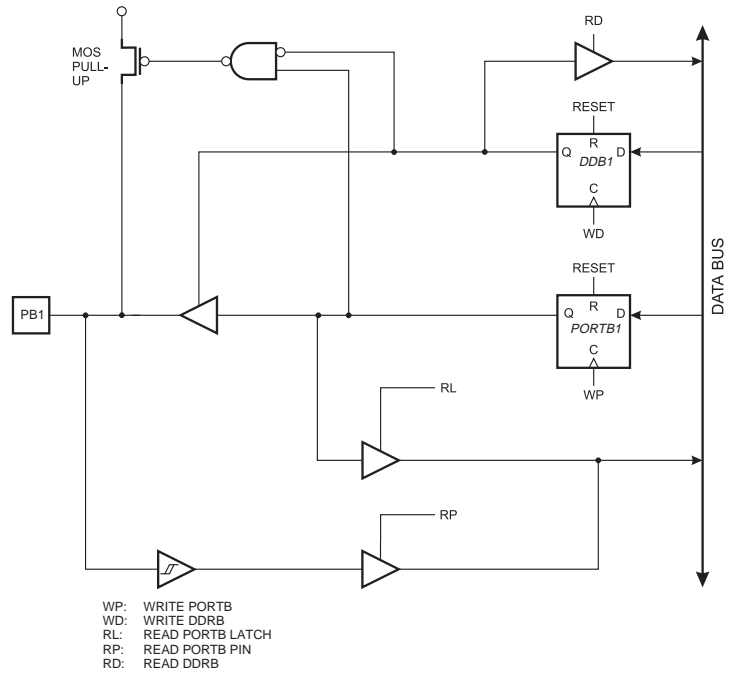 RD
MOS
PULL-
UP
RESET
R
Q
D
DDB1
C
WD
DATA BUS
RESET
PB1
R
Q
D
PORTB1
C
WP
RL
RP
WP: WRITE PORTB
WD: WRITE DDRB
RL: READ PORTB LATCH
RP: READ PORTB PIN
RD: READ DDRB